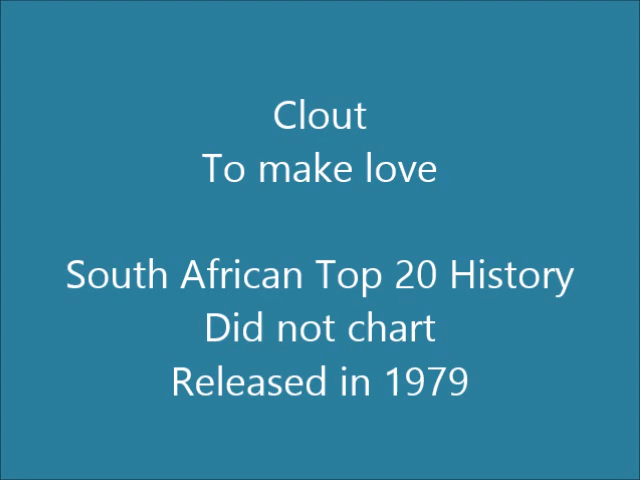 Clout
To make love
South African Top 20 History
Did not chart
Released in 1979